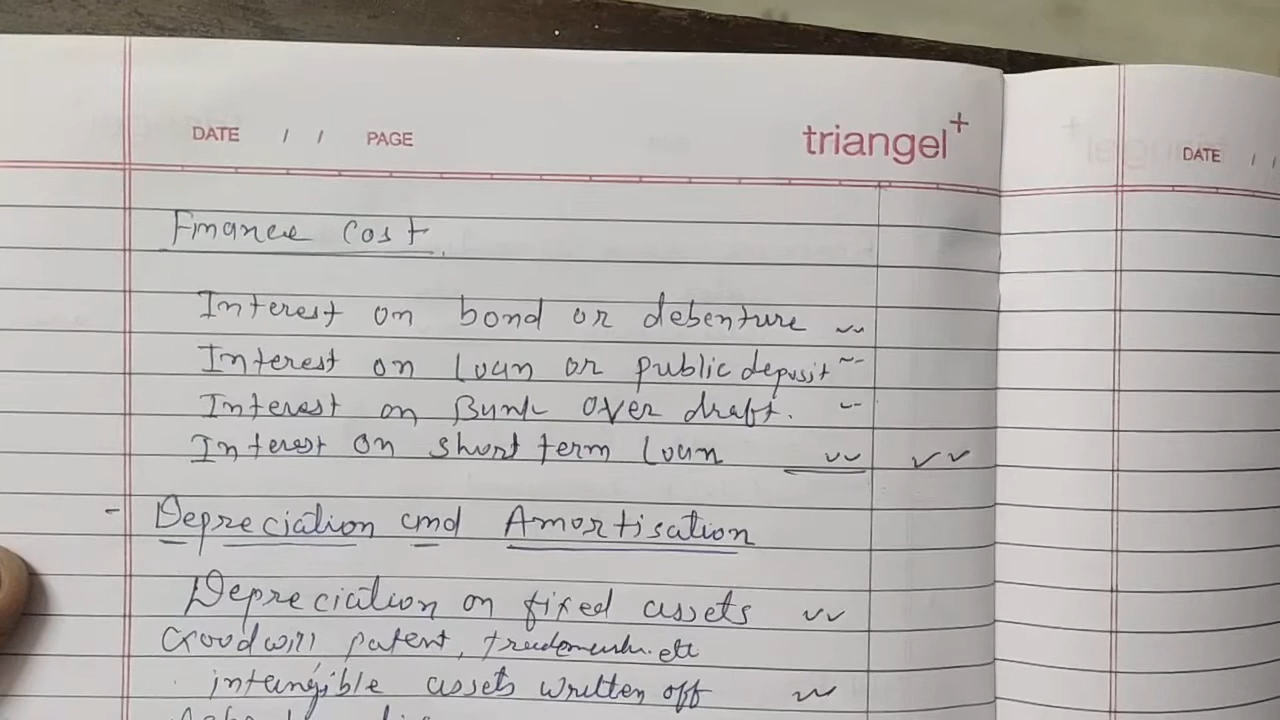 DATE / / PAGE
triangel+
DATE / /
Finance Cost
Interest on bond or debenture
Interest on Loan or public deposit
Interest on Bank over draft.
Interest on short term Loan
- Depreciation and Amortisation
Depreciation on fixed assets
Goodwill patent, trademark. etc
intangible assets written off